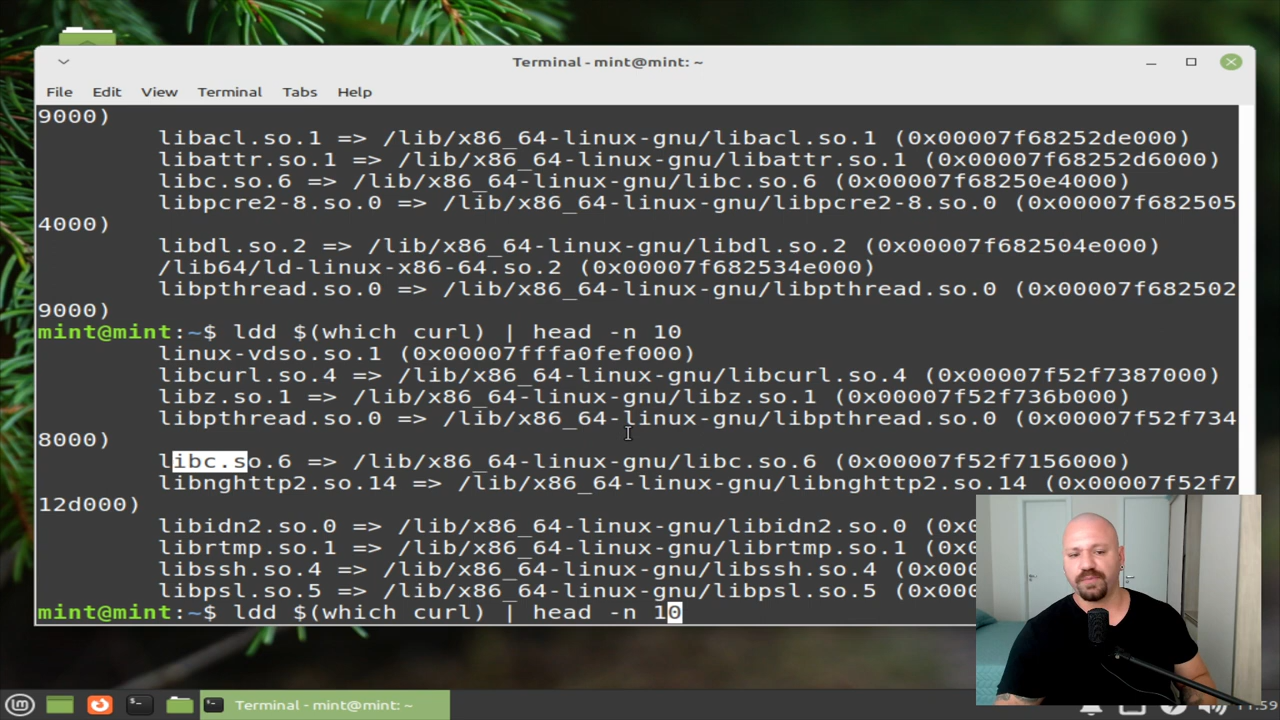 Terminal - mint@mint: ~
File Edit View Terminal Tabs Help
9000)
libacl.so.1 => /lib/x86_64-linux-gnu/libacl.so.1 (0x00007f68252de000)
libattr.so.1 => /lib/x86_64-linux-gnu/libattr.so.1 (0x00007f68252d6000)
libc.so.6 => /lib/x86_64-linux-gnu/libc.so.6 (0x00007f68250e4000)
libpcre2-8.so.0 => /lib/x86_64-linux-gnu/libpcre2-8.so.0 (0x00007f682505
4000)
libdl.so.2 => /lib/x86_64-linux-gnu/libdl.so.2 (0x00007f682504e000)
/lib64/ld-linux-x86-64.so.2 (0x00007f682534e000)
libpthread.so.0 => /lib/x86_64-linux-gnu/libpthread.so.0 (0x00007f682502
9000)
mint@mint:~$ ldd $(which curl) | head -n 10
linux-vdso.so.1 (0x00007fffa0fef000)
libcurl.so.4 => /lib/x86_64-linux-gnu/libcurl.so.4 (0x00007f52f7387000)
libz.so.1 => /lib/x86_64-linux-gnu/libz.so.1 (0x00007f52f736b000)
libpthread.so.0 => /lib/x86_64-linux-gnu/libpthread.so.0 (0x00007f52f734
8000)
libc.so.6 => /lib/x86_64-linux-gnu/libc.so.6 (0x00007f52f7156000)
libnghttp2.so.14 => /lib/x86_64-linux-gnu/libnghttp2.so.14 (0x00007f52f7
12d000)
libidn2.so.0 => /lib/x86_64-linux-gnu/libidn2.so.0 (0x0
librtmp.so.1 => /lib/x86_64-linux-gnu/librtmp.so.1 (0x0
libssh.so.4 => /lib/x86_64-linux-gnu/libssh.so.4 (0x000
libpsl.so.5 => /lib/x86_64-linux-gnu/libpsl.so.5 (0x000
mint@mint:~$ ldd $(which curl) | head -n 10
Terminal - mint@mint: ~